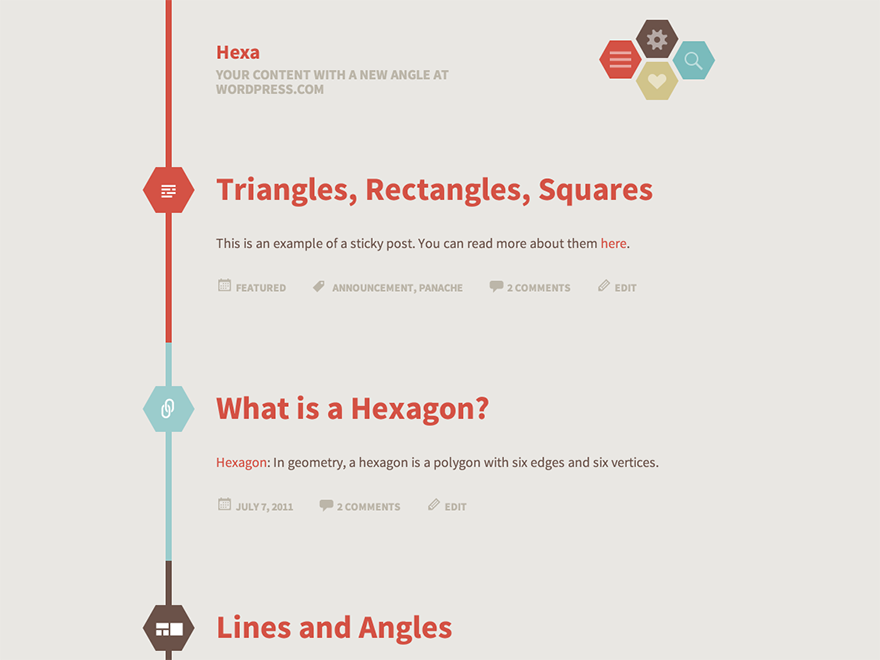 Hexa
YOUR CONTENT WITH A NEW ANGLE AT
WORDPRESS.COM
Triangles, Rectangles, Squares
This is an example of a sticky post. You can read more about them here.
FEATURED ANNOUNCEMENT, PANACHE 2 COMMENTS EDIT
What is a Hexagon?
Hexagon: In geometry, a hexagon is a polygon with six edges and six vertices.
JULY 7, 2011 2 COMMENTS EDIT
Lines and Angles